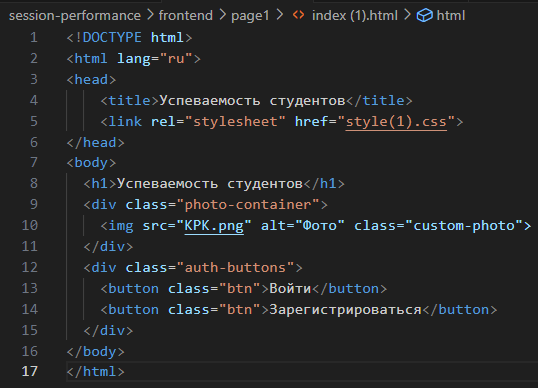 session-performance > frontend > page1 > <> index (1).html > html
1 <!DOCTYPE html>
2 <html lang="ru">
3 <head>
4     <title>Успеваемость студентов</title>
5     <link rel="stylesheet" href="style(1).css">
6 </head>
7 <body>
8   <h1>Успеваемость студентов</h1>
9   <div class="photo-container">
10     <img src="КРК.png" alt="Фото" class="custom-photo">
11   </div>
12   <div class="auth-buttons">
13     <button class="btn">Войти</button>
14     <button class="btn">Зарегистрироваться</button>
15   </div>
16 </body>
17 </html>